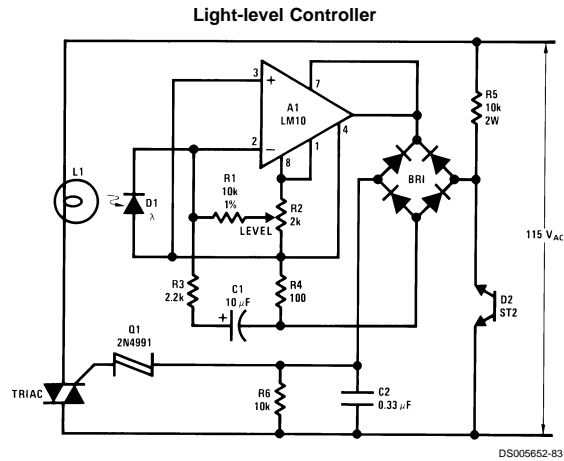 Light-level Controller
3
+
7
A1
LM10
4
2
−
8
1
R5
10k
2W
L1
D1
λ
R1
10k
1%
LEVEL
R2
2k
BRI
115 VAC
R3
2.2k
C1
10 μF
+
R4
100
D2
ST2
Q1
2N4991
TRIAC
R6
10k
C2
0.33 μF
DS005652-83